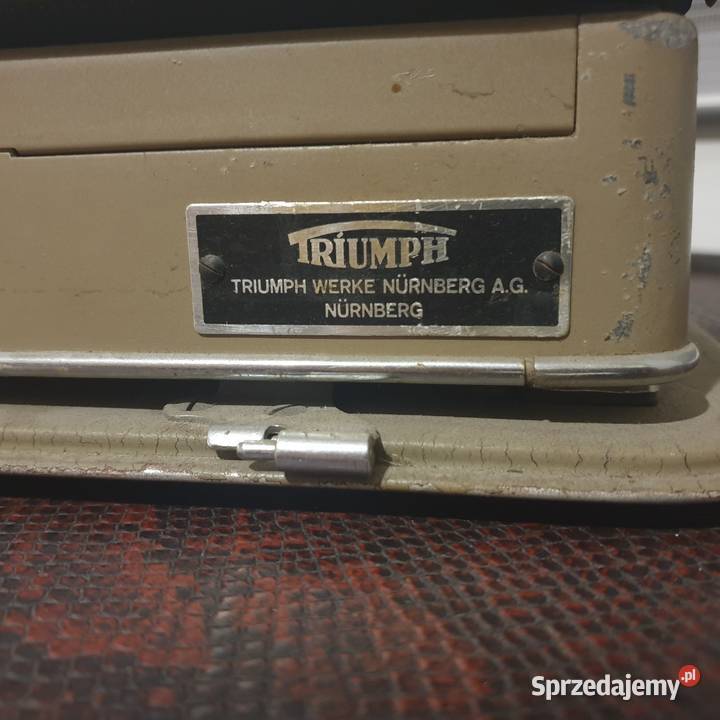 TRIUMPH
TRIUMPH WERKE NÜRNBERG A.G.
NÜRNBERG
Sprzedajemy.pl